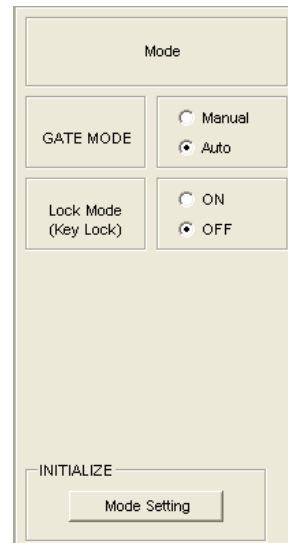 Mode
GATE MODE
Manual
Auto
Lock Mode
(Key Lock)
ON
OFF
INITIALIZE
Mode Setting